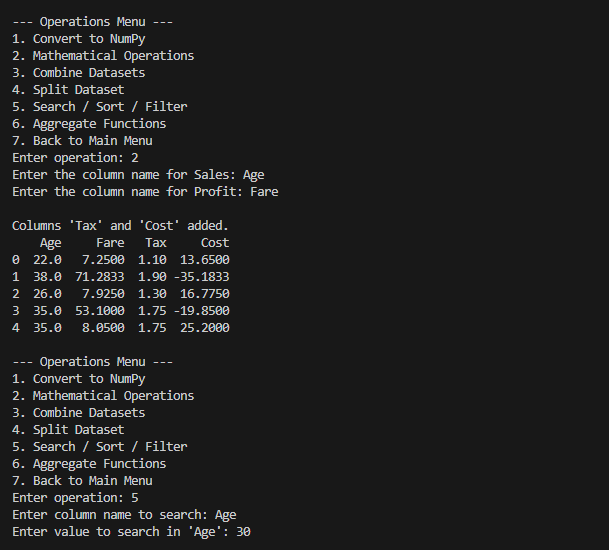 --- Operations Menu ---
1. Convert to NumPy
2. Mathematical Operations
3. Combine Datasets
4. Split Dataset
5. Search / Sort / Filter
6. Aggregate Functions
7. Back to Main Menu
Enter operation: 2
Enter the column name for Sales: Age
Enter the column name for Profit: Fare

Columns 'Tax' and 'Cost' added.
    Age     Fare   Tax     Cost
0  22.0   7.2500  1.10  13.6500
1  38.0  71.2833  1.90 -35.1833
2  26.0   7.9250  1.30  16.7750
3  35.0  53.1000  1.75 -19.8500
4  35.0   8.0500  1.75  25.2000

--- Operations Menu ---
1. Convert to NumPy
2. Mathematical Operations
3. Combine Datasets
4. Split Dataset
5. Search / Sort / Filter
6. Aggregate Functions
7. Back to Main Menu
Enter operation: 5
Enter column name to search: Age
Enter value to search in 'Age': 30